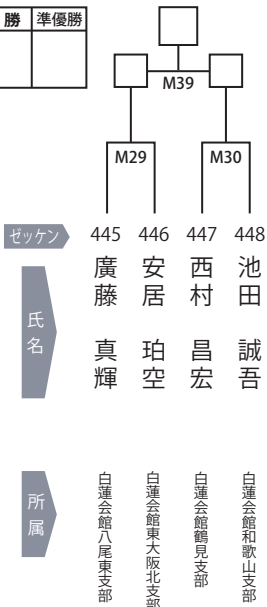 勝 準優勝
M39
M29 M30
ゼッケン 445 446 447 448
氏名
廣藤 真輝
安居 珀空
西村 昌宏
池田 誠吾
所属
白蓮会館八尾東支部
白蓮会館東大阪北支部
白蓮会館鶴見支部
白蓮会館和歌山支部